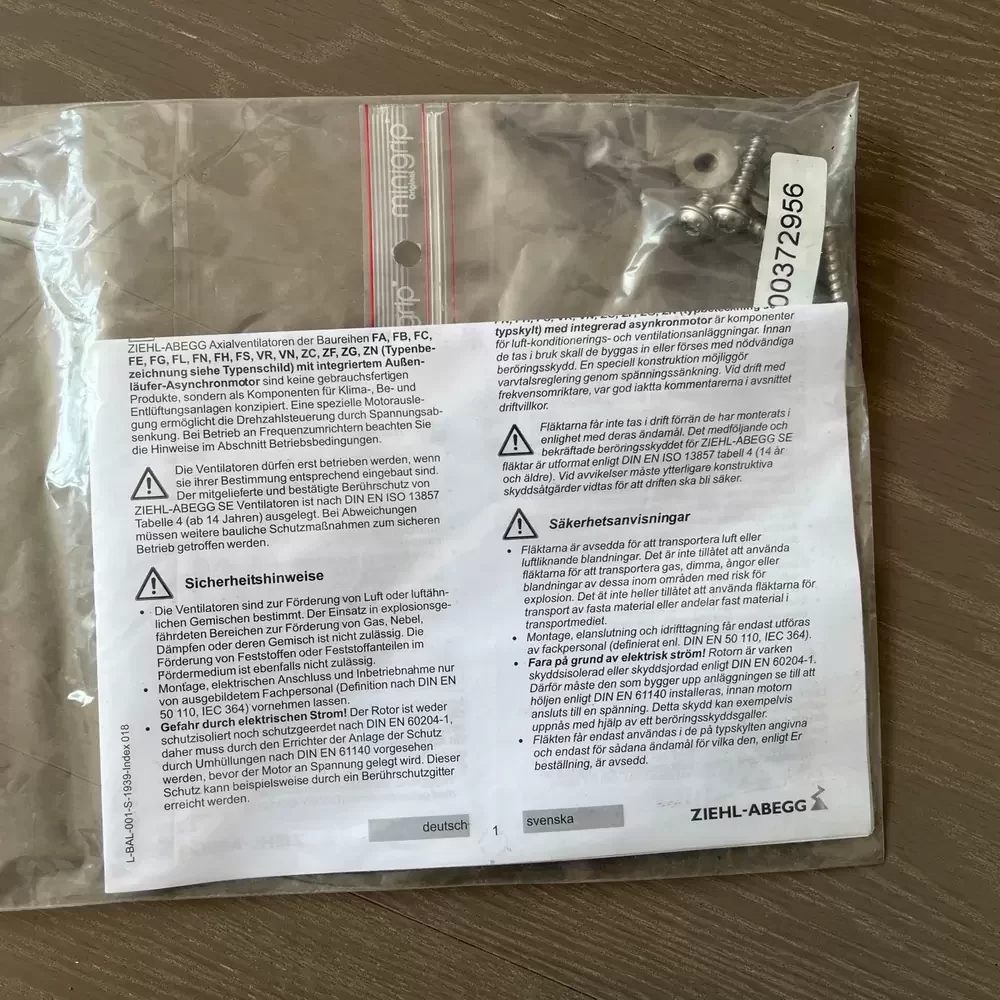 minigrip
original
grip
00372956
ZIEHL-ABEGG Axialventilatoren der Baureihen FA, FB, FC,
FE, FG, FL, FN, FH, FS, VR, VN, ZC, ZF, ZG, ZN (Typenbe-
zeichnung siehe Typenschild) mit integriertem Außen-
läufer-Asynchronmotor sind keine gebrauchsfertigen
Produkte, sondern als Komponenten für Klima-, Be- und
Entlüftungsanlagen konzipiert. Eine spezielle Motorausle-
gung ermöglicht die Drehzahlsteuerung durch Spannungsab-
senkung. Bei Betrieb an Frequenzumrichtern beachten Sie
die Hinweise im Abschnitt Betriebsbedingungen.
Die Ventilatoren dürfen erst betrieben werden, wenn
sie ihrer Bestimmung entsprechend eingebaut sind.
Der mitgelieferte und bestätigte Berührschutz von
ZIEHL-ABEGG SE Ventilatoren ist nach DIN EN ISO 13857
Tabelle 4 (ab 14 Jahren) ausgelegt. Bei Abweichungen
müssen weitere bauliche Schutzmaßnahmen zum sicheren
Betrieb getroffen werden.
Sicherheitshinweise
• Die Ventilatoren sind zur Förderung von Luft oder luftähn-
lichen Gemischen bestimmt. Der Einsatz in explosionsge-
fährdeten Bereichen zur Förderung von Gas, Nebel,
Dämpfen oder deren Gemisch ist nicht zulässig. Die
Förderung von Feststoffen oder Feststoffanteilen im
Fördermedium ist ebenfalls nicht zulässig.
• Montage, elektrischen Anschluss und Inbetriebnahme nur
von ausgebildetem Fachpersonal (Definition nach DIN EN
50 110, IEC 364) vornehmen lassen.
• Gefahr durch elektrischen Strom! Der Rotor ist weder
schutzisoliert noch schutzgeerdet nach DIN EN 60204-1,
daher muss durch den Errichter der Anlage der Schutz
durch Umhüllungen nach DIN EN 61140 vorgesehen
werden, bevor der Motor an Spannung gelegt wird. Dieser
Schutz kann beispielsweise durch ein Berührschutzgitter
erreicht werden.
L-BAL-001-S-1939-Index 018
deutsch
1
typskylt) med integrerad asynkronmotor är komponenter
för luft-konditionerings- och ventilationsanläggningar. Innan
de tas i bruk skall de byggas in eller förses med nödvändiga
beröringsskydd. En speciell konstruktion möjliggör
varvtalsreglering genom spänningssänkning. Vid drift med
frekvensomriktare, var god iaktta kommentarerna i avsnittet
driftvillkor.
Fläktarna får inte tas i drift förrän de har monterats i
enlighet med deras ändamål. Det medföljande och
bekräftade beröringsskyddet för ZIEHL-ABEGG SE
fläktar är utformat enligt DIN EN ISO 13857 tabell 4 (14 år
och äldre). Vid avvikelser måste ytterligare konstruktiva
skyddsåtgärder vidtas för att driften ska bli säker.
Säkerhetsanvisningar
• Fläktarna är avsedda för att transportera luft eller
luftliknande blandningar. Det är inte tillåtet att använda
fläktarna för att transportera gas, dimma, ångor eller
blandningar av dessa inom områden med risk för
explosion. Det ät inte heller tillåtet att använda fläktarna för
transport av fasta material eller andelar fast material i
transportmediet.
• Montage, elanslutning och idrifttagning får endast utföras
av fackpersonal (definierat enl. DIN EN 50 110, IEC 364).
• Fara på grund av elektrisk ström! Rotorn är varken
skyddsisolerad eller skyddsjordad enligt DIN EN 60204-1.
Därför måste den som bygger upp anläggningen se till att
höljen enligt DIN EN 61140 installeras, innan motorn
ansluts till en spänning. Detta skydd kan exempelvis
uppnås med hjälp av ett beröringsskyddsgaller.
• Fläkten får endast användas i de på typskylten angivna
och endast för sådana ändamål för vilka den, enligt Er
beställning, är avsedd.
svenska
ZIEHL-ABEGG